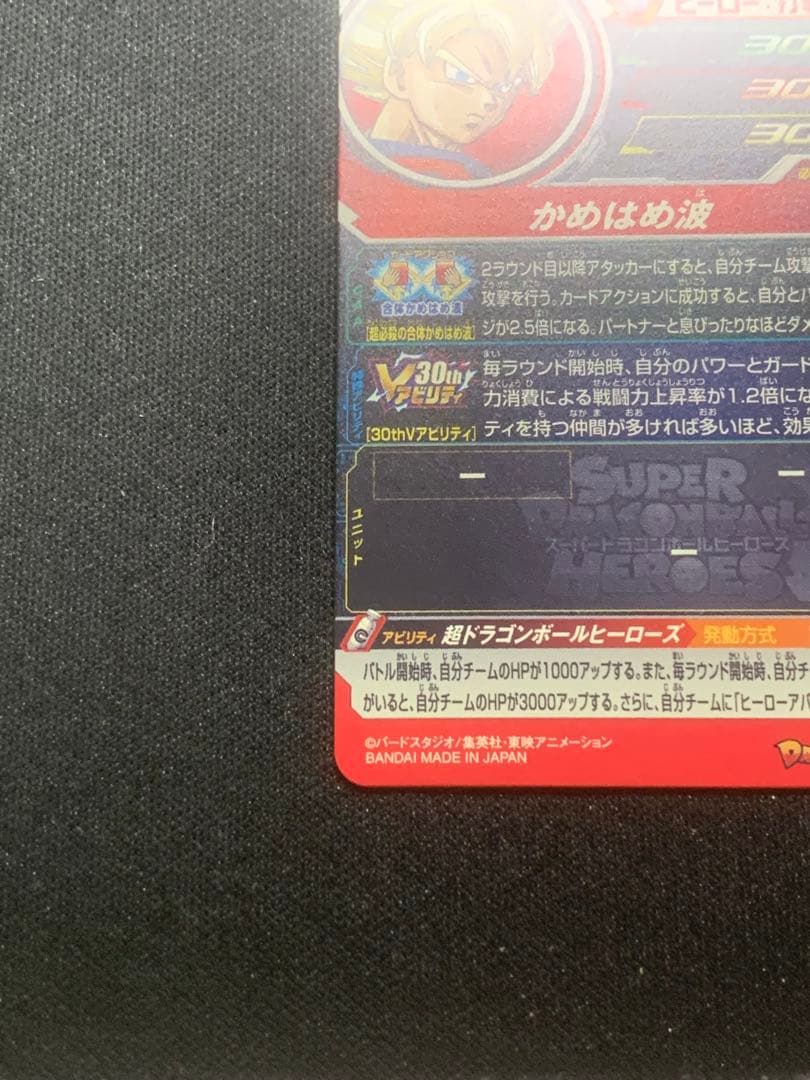 ヒーロー
30
30
30
必
かめはめ波
合体かめはめ波
[超必殺の合体かめはめ波]
2ラウンド目以降アタッカーにすると、自分チーム攻撃
攻撃を行う。カードアクションに成功すると、自分とパ
ジが2.5倍になる。パートナーと息ぴったりなほどダメ
30th
Vアビリティ
[30thVアビリティ]
毎ラウンド開始時、自分のパワーとガード
力消費による戦闘力上昇率が1.2倍にな
ティを持つ仲間が多ければ多いほど、効果
ユニット
ー
ー
ー
SUPER
DRAGONBALL
スーパードラゴンボールヒーローズ
HEROES
アビリティ 超ドラゴンボールヒーローズ 発動方式
バトル開始時、自分チームのHPが1000アップする。また、毎ラウンド開始時、自分チ
がいると、自分チームのHPが3000アップする。さらに、自分チームに「ヒーローアバ
©バードスタジオ/集英社・東映アニメーション
BANDAI MADE IN JAPAN